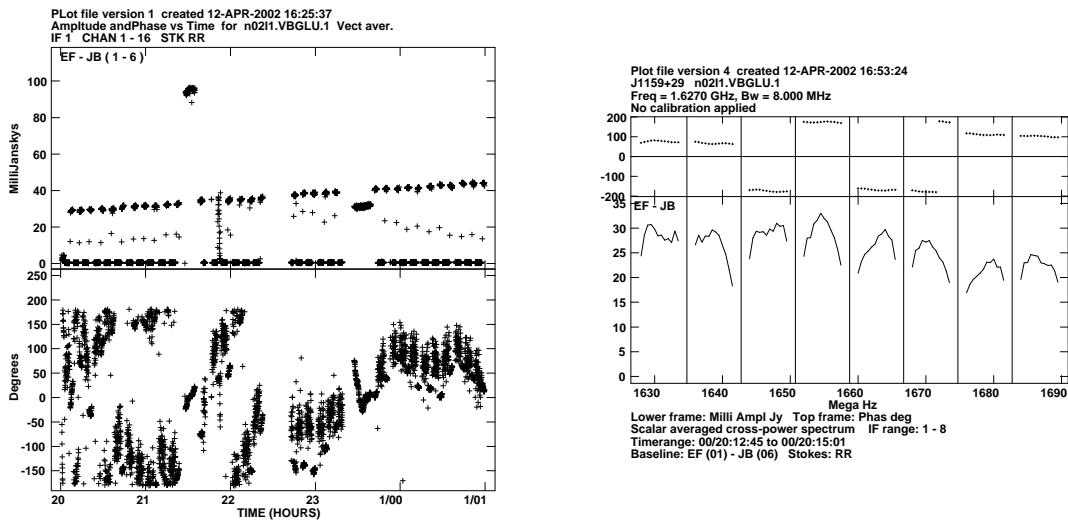 PLot file version 1 created 12-APR-2002 16:25:37
Ampltude andPhase vs Time for n02l1.VBGLU.1 Vect aver.
IF 1 CHAN 1 - 16 STK RR
EF - JB ( 1 - 6 )
100
80
60
40
20
0
MilliJanskys
250
200
150
100
50
0
-50
-100
-150
Degrees
20 21 22 23 1/00 1/01
TIME (HOURS)
Plot file version 4 created 12-APR-2002 16:53:24
J1159+29 n02l1.VBGLU.1
Freq = 1.6270 GHz, Bw = 8.000 MHz
No calibration applied
200
100
0
-100
-200
EF - JB
35
30
25
20
15
10
5
0
1630 1640 1650 1660 1670 1680 1690
Mega Hz
Lower frame: Milli Ampl Jy Top frame: Phas deg
Scalar averaged cross-power spectrum IF range: 1 - 8
Timerange: 00/20:12:45 to 00/20:15:01
Baseline: EF (01) - JB (06) Stokes: RR